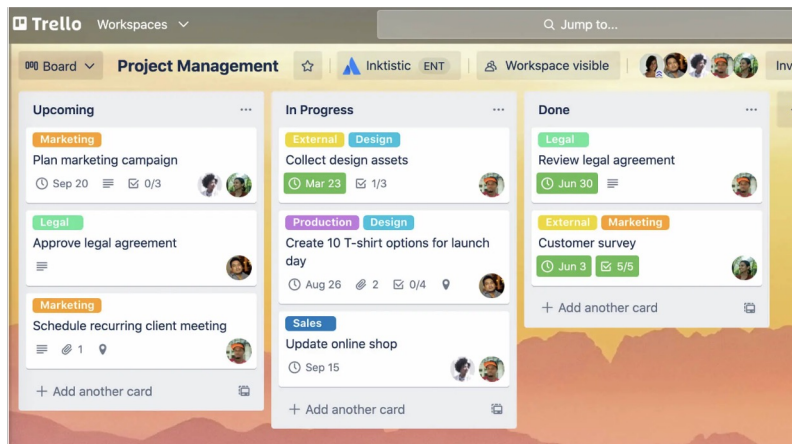 Trello Workspaces Jump to...
Board Project Management Inktistic ENT Workspace visible
Upcoming
Marketing
Plan marketing campaign
Sep 20 0/3
Legal
Approve legal agreement
Marketing
Schedule recurring client meeting
1
+ Add another card
In Progress
External Design
Collect design assets
Mar 23 1/3
Production Design
Create 10 T-shirt options for launch
day
Aug 26 2 0/4
Sales
Update online shop
Sep 15
+ Add another card
Done
Legal
Review legal agreement
Jun 30
External Marketing
Customer survey
Jun 3 5/5
+ Add another card